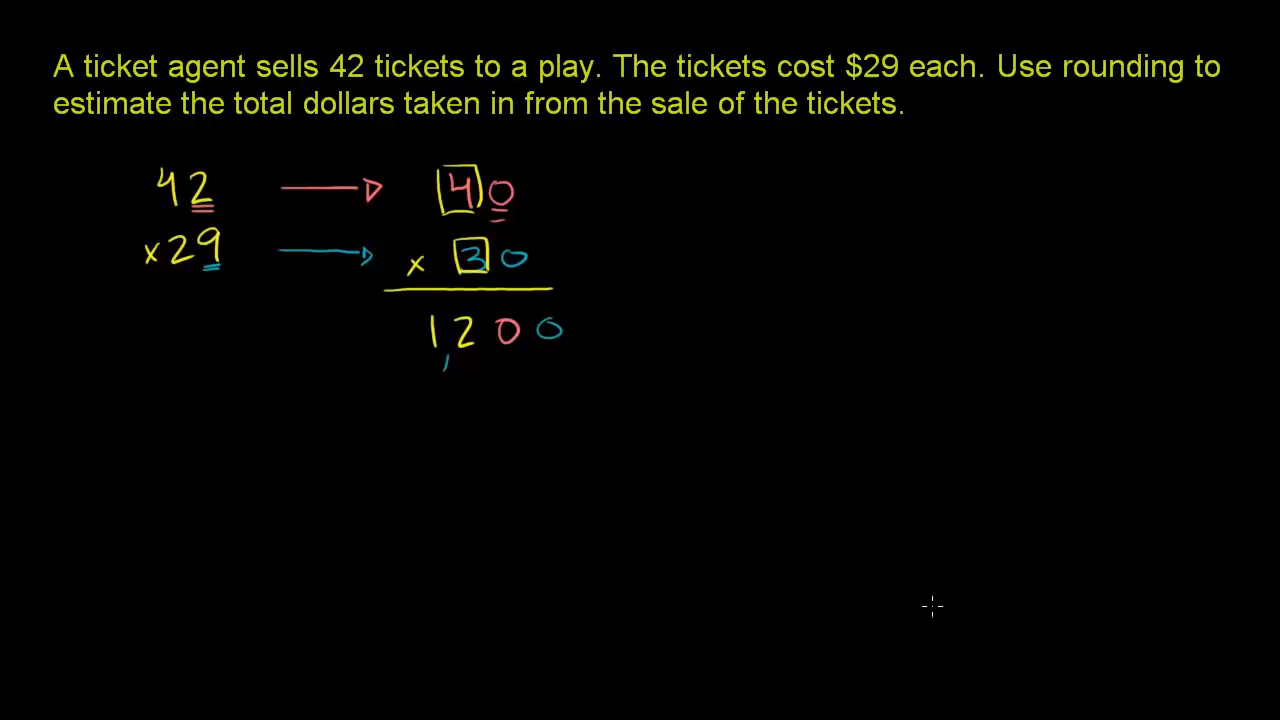 A ticket agent sells 42 tickets to a play. The tickets cost $29 each. Use rounding to
estimate the total dollars taken in from the sale of the tickets.
42 → 40
×29 → × 30
1,200